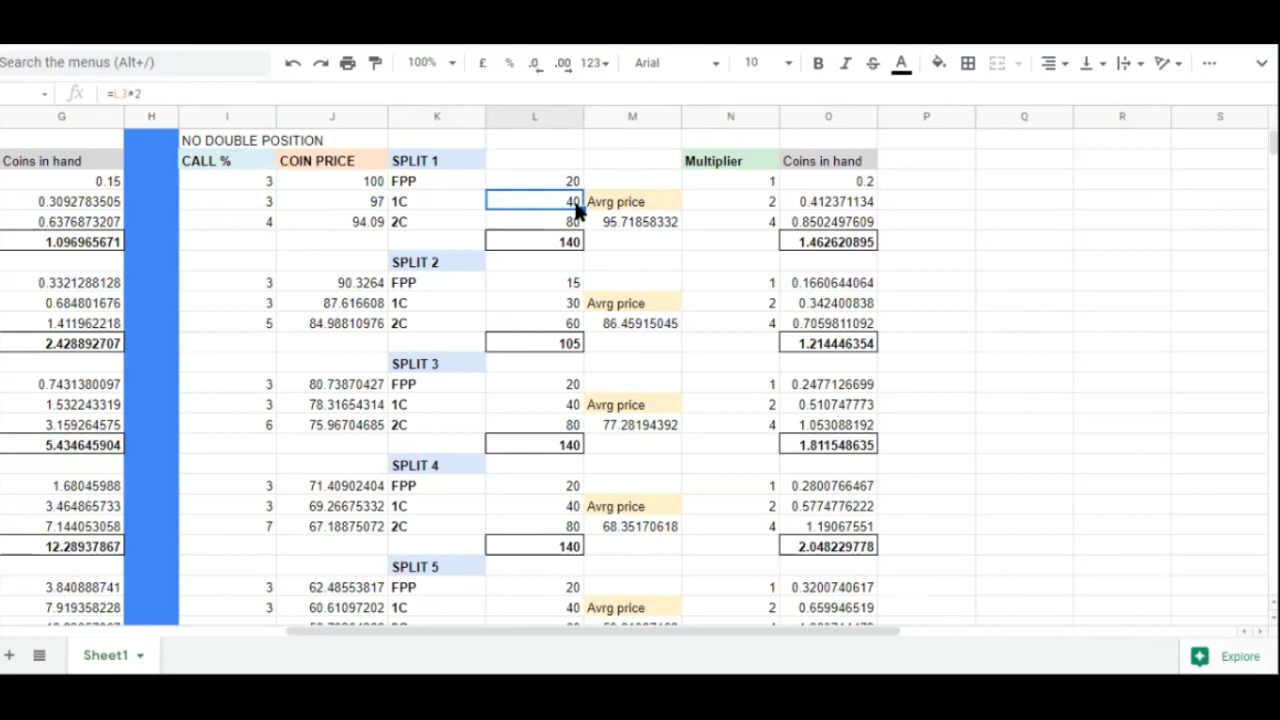 Search the menus (Alt+/) 100% £ % .0 .00 123 Arial 10 B I S A
fx =L3*2
G H I J K L M N O P Q R S
NO DOUBLE POSITION
Coins in hand CALL % COIN PRICE SPLIT 1 Multiplier Coins in hand
0.15 3 100 FPP 20 1 0.2
0.3092783505 3 97 1C 40 Avrg price 2 0.412371134
0.6376873207 4 94.09 2C 80 95.71858332 4 0.8502497609
1.096965671 140 1.462620895
SPLIT 2
0.3321288128 3 90.3264 FPP 15 1 0.1660644064
0.684801676 3 87.616608 1C 30 Avrg price 2 0.342400838
1.411962218 5 84.98810976 2C 60 86.45915045 4 0.7059811092
2.428892707 105 1.214446354
SPLIT 3
0.7431380097 3 80.73870427 FPP 20 1 0.2477126699
1.532243319 3 78.31654314 1C 40 Avrg price 2 0.510747773
3.159264575 6 75.96704685 2C 80 77.28194392 4 1.053088192
5.434645904 140 1.811548635
SPLIT 4
1.68045988 3 71.40902404 FPP 20 1 0.2800766467
3.464865733 3 69.26675332 1C 40 Avrg price 2 0.5774776222
7.144053058 7 67.18875072 2C 80 68.35170618 4 1.19067551
12.28937867 140 2.048229778
SPLIT 5
3.840888741 3 62.48553817 FPP 20 1 0.3200740617
7.919358228 3 60.61097202 1C 40 Avrg price 2 0.659946519
Sheet1 Explore